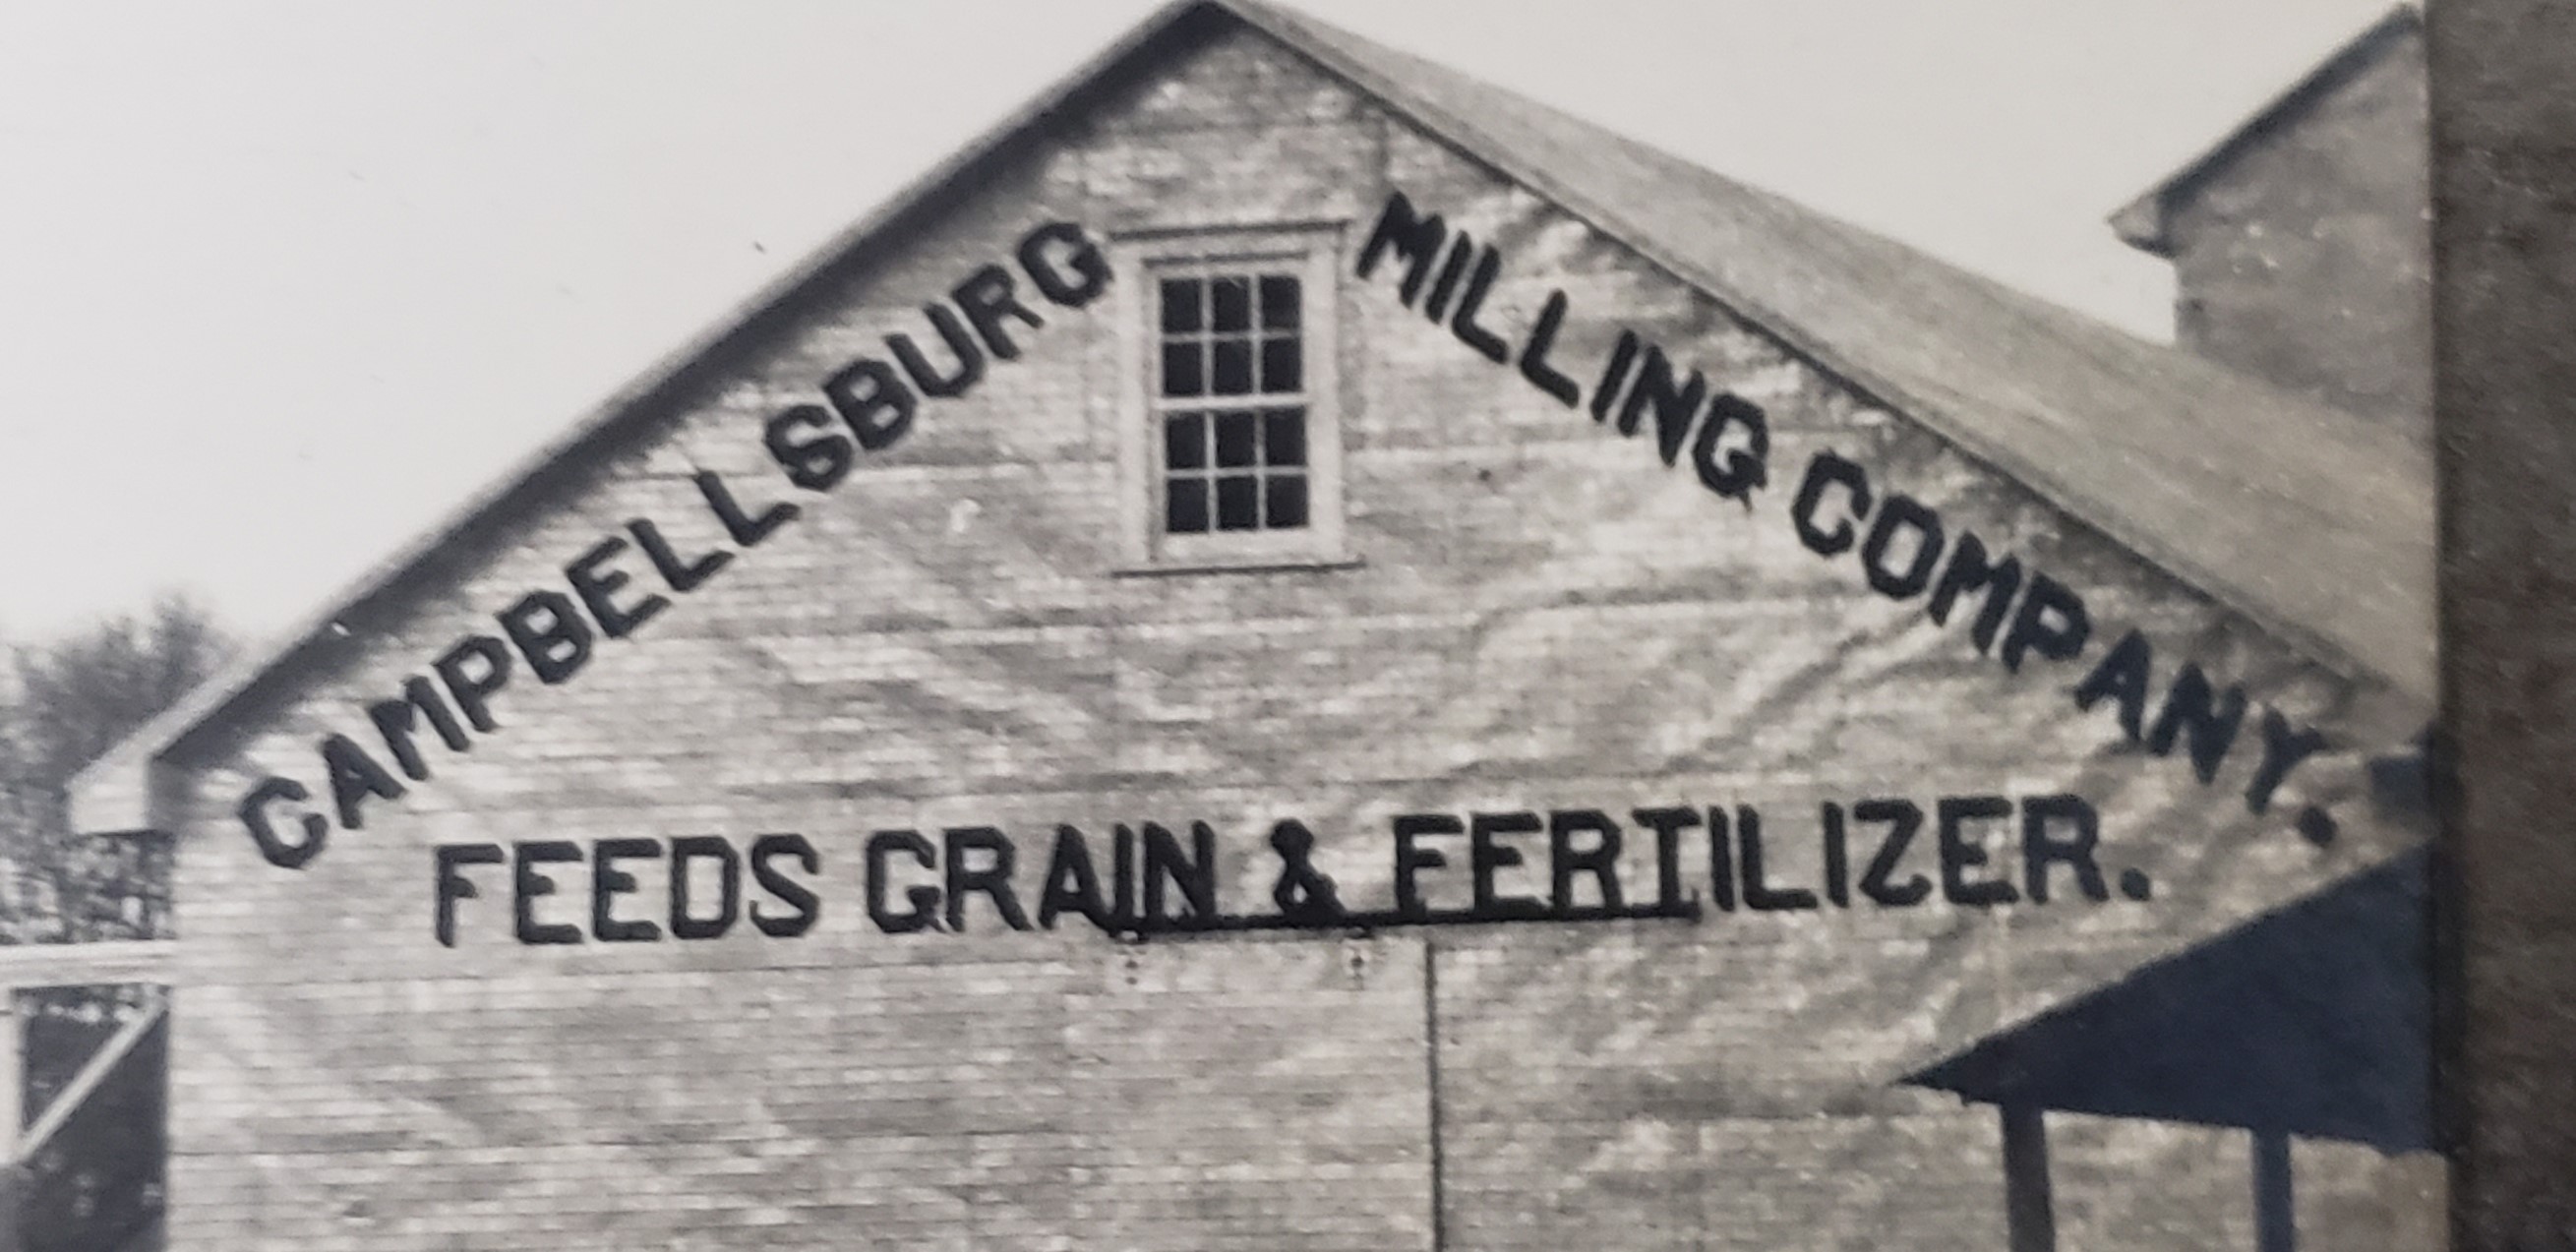 CAMPBELLSBURG MILLING COMPANY.
FEEDS GRAIN & FERTILIZER.